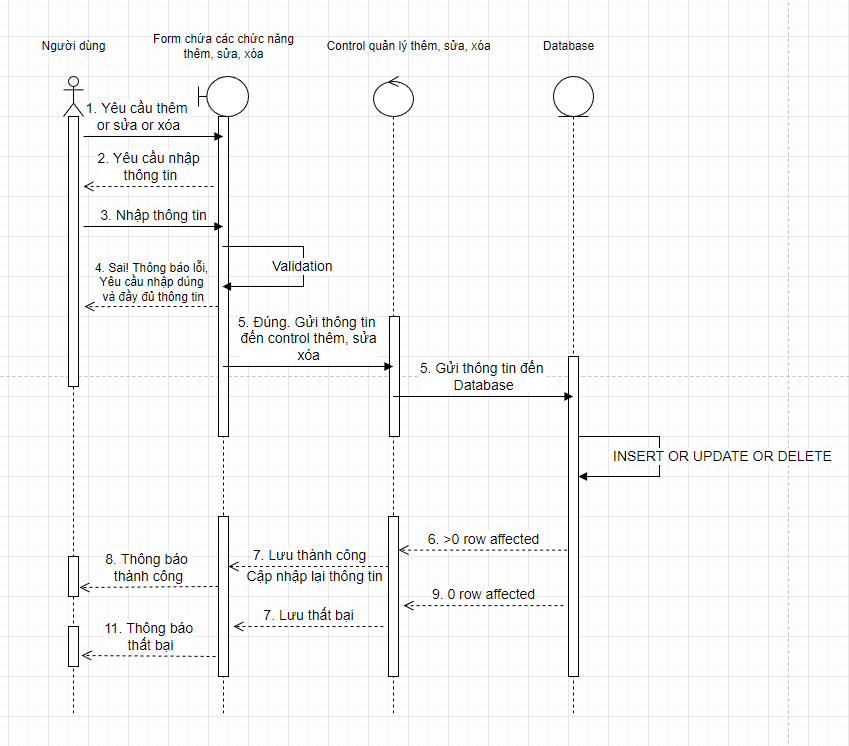 Người dùng
Form chứa các chức năng
thêm, sửa, xóa
Control quản lý thêm, sửa, xóa
Database
1. Yêu cầu thêm
or sửa or xóa
2. Yêu cầu nhập
thông tin
3. Nhập thông tin
Validation
4. Sai! Thông báo lỗi,
Yêu cầu nhập dúng
và đầy đủ thông tin
5. Đúng. Gửi thông tin
đến control thêm, sửa
xóa
5. Gửi thông tin đến
Database
INSERT OR UPDATE OR DELETE
6. >0 row affected
7. Lưu thành công
Cập nhập lại thông tin
8. Thông báo
thành công
9. 0 row affected
7. Lưu thất bại
11. Thông báo
thất bại